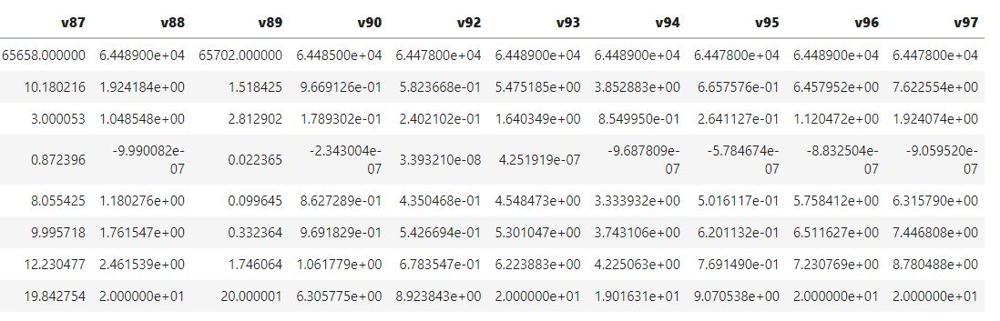 v87 v88 v89 v90 v92 v93 v94 v95 v96 v97
65658.000000 6.448900e+04 65702.000000 6.448500e+04 6.447800e+04 6.448900e+04 6.448900e+04 6.447800e+04 6.448900e+04 6.447800e+04
10.180216 1.924184e+00 1.518425 9.669126e-01 5.823668e-01 5.475185e+00 3.852883e+00 6.657576e-01 6.457952e+00 7.622554e+00
3.000053 1.048548e+00 2.812902 1.789302e-01 2.402102e-01 1.640349e+00 8.549950e-01 2.641127e-01 1.120472e+00 1.924074e+00
0.872396 -9.990082e-07 0.022365 -2.343004e-07 3.393210e-08 4.251919e-07 -9.687809e-07 -5.784674e-07 -8.832504e-07 -9.059520e-07
8.055425 1.180276e+00 0.099645 8.627289e-01 4.350468e-01 4.548473e+00 3.333932e+00 5.016117e-01 5.758412e+00 6.315790e+00
9.995718 1.761547e+00 0.332364 9.691829e-01 5.426694e-01 5.301047e+00 3.743106e+00 6.201132e-01 6.511627e+00 7.446808e+00
12.230477 2.461539e+00 1.746064 1.061779e+00 6.783547e-01 6.223883e+00 4.225063e+00 7.691490e-01 7.230769e+00 8.780488e+00
19.842754 2.000000e+01 20.000001 6.305775e+00 8.923843e+00 2.000000e+01 1.901631e+01 9.070538e+00 2.000000e+01 2.000000e+01